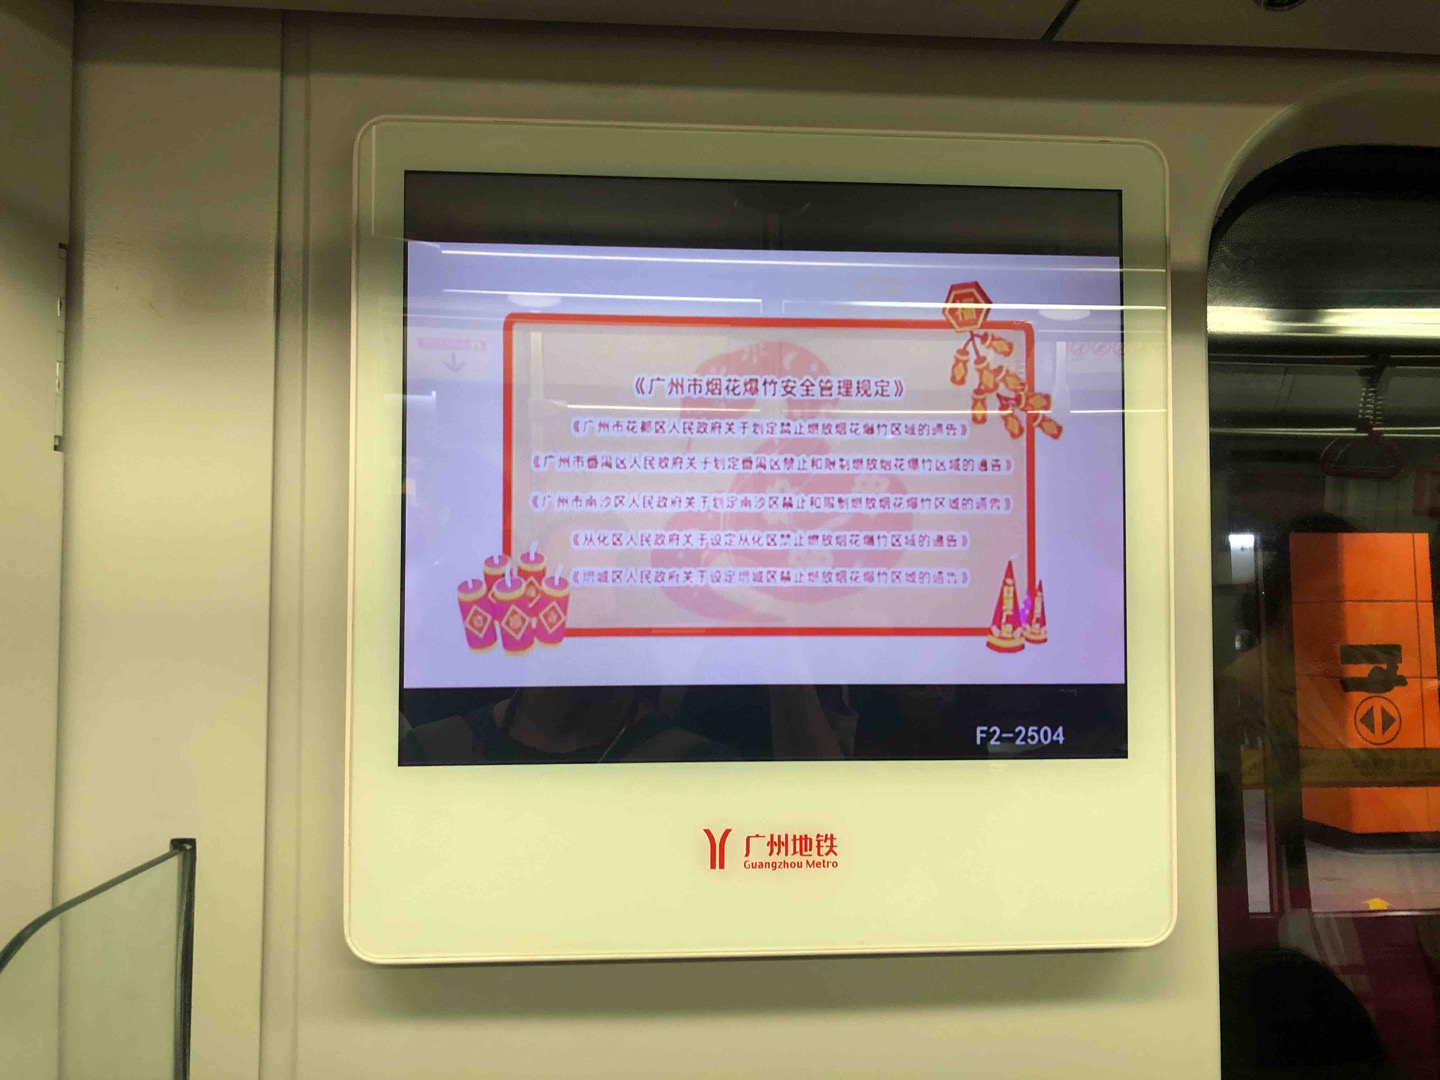 福
《广州市烟花爆竹安全管理规定》
《广州市花都区人民政府关于划定禁止燃放烟花爆竹区域的通告》
《广州市番禺区人民政府关于划定番禺区禁止和限制燃放烟花爆竹区域的通告》
《广州市南沙区人民政府关于划定南沙区禁止和限制燃放烟花爆竹区域的通告》
《从化区人民政府关于设定从化区禁止燃放烟花爆竹区域的通告》
《增城区人民政府关于设定增城区禁止燃放烟花爆竹区域的通告》
F2-2504
广州地铁
Guangzhou Metro